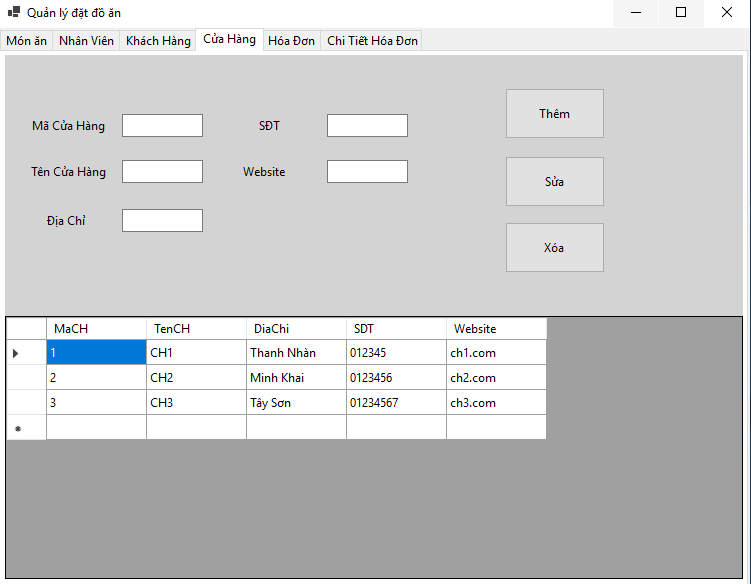 Quản lý đặt đồ ăn
Món ăn Nhân Viên Khách Hàng Cửa Hàng Hóa Đơn Chi Tiết Hóa Đơn
Mã Cửa Hàng SĐT Thêm
Tên Cửa Hàng Website Sửa
Địa Chỉ Xóa
MaCH TenCH DiaChi SDT Website
1 CH1 Thanh Nhàn 012345 ch1.com
2 CH2 Minh Khai 0123456 ch2.com
3 CH3 Tây Sơn 01234567 ch3.com